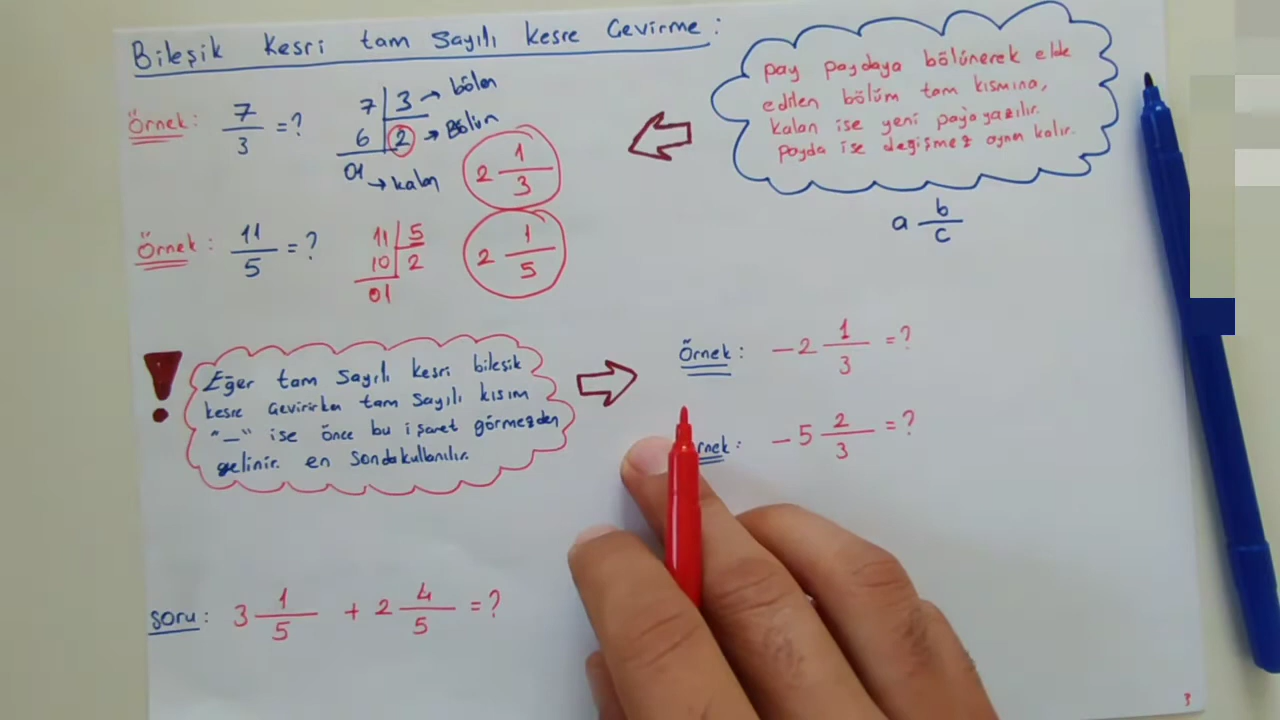 Bileşik Kesri tam sayılı kesre Çevirme:
Örnek: 7/3 = ?
7 3 → bölen
6 2 → Bölüm
01 → kalan
2 1/3
pay paydaya bölünerek elde
edilen bölüm tam kısmına,
kalan ise yeni paya yazılır.
payda ise değişmez aynen kalır.
a b/c
Örnek: 11/5 = ?
11 5
10 2
01
2 1/5
! Eğer tam sayılı kesri bileşik
kesre çevirirken tam sayılı kısım
"−" ise önce bu işaret görmezden
gelinir. en sonda kullanılır.
Örnek: −2 1/3 = ?
rnek: −5 2/3 = ?
soru: 3 1/5 + 2 4/5 = ?
3